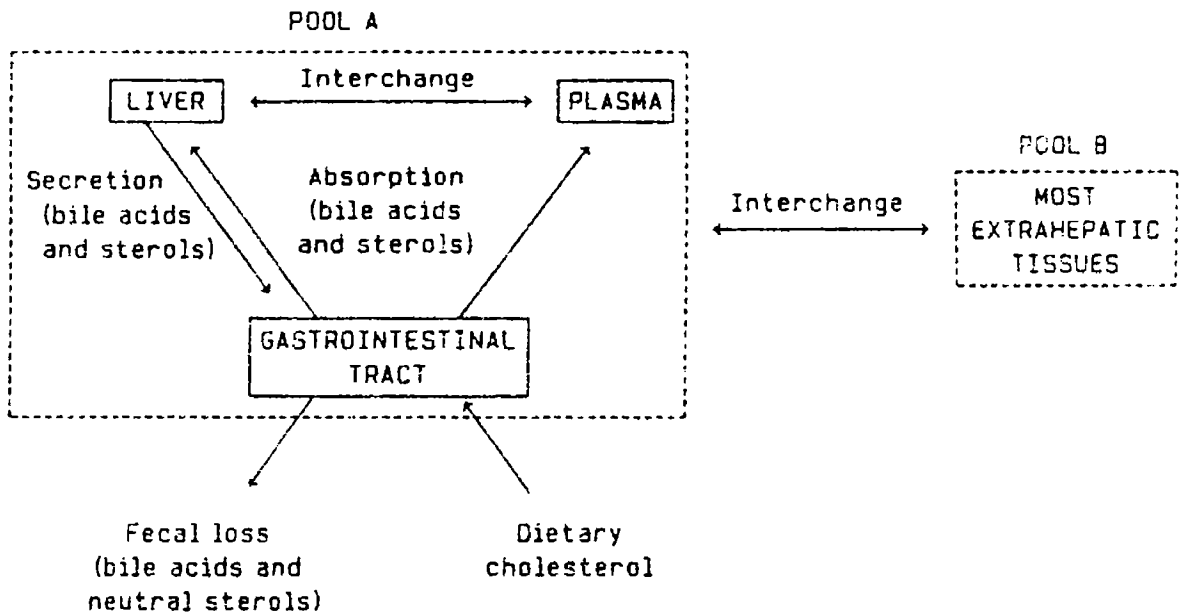 POOL A
Interchange
LIVER
PLASMA
Secretion
(bile acids
and sterols)
Absorption
(bile acids
and sterols)
GASTROINTESTINAL
TRACT
Interchange
POOL B
MOST
EXTRAHEPATIC
TISSUES
Fecal loss
(bile acids and
neutral sterols)
Dietary
cholesterol